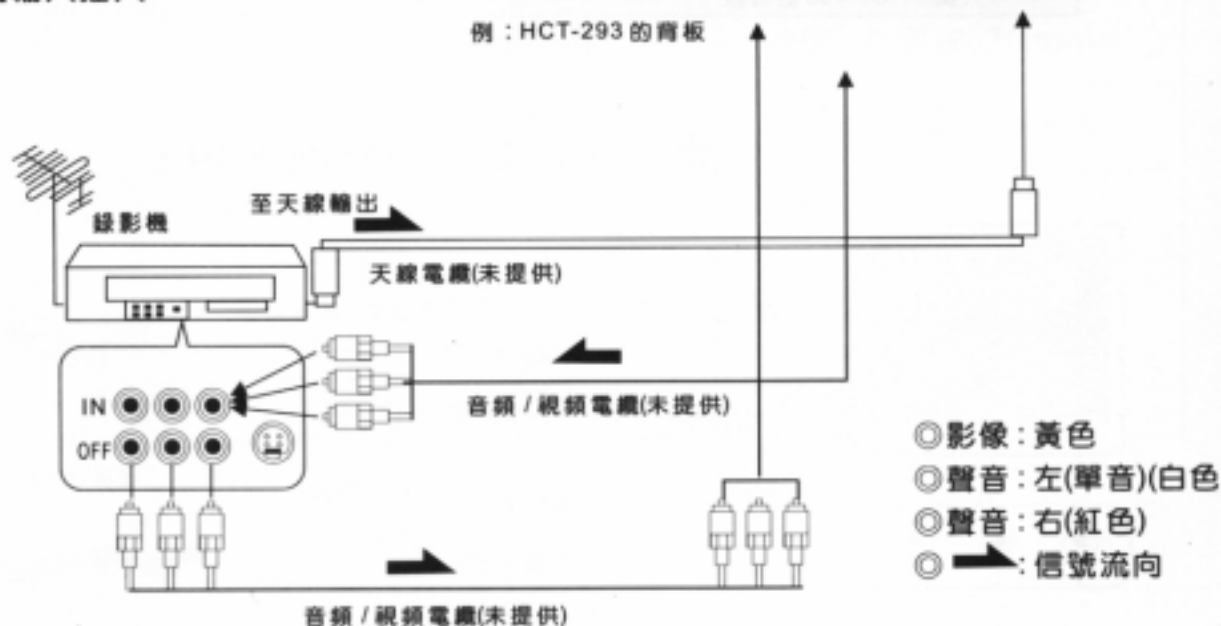 例：HCT-293的背板
錄影機
至天線輸出
天線電纜(未提供)
IN
OFF
音頻/視頻電纜(未提供)
◎影像：黃色
◎聲音：左(單音)(白色
◎聲音：右(紅色)
◎ ：信號流向
音頻/視頻電纜(未提供)